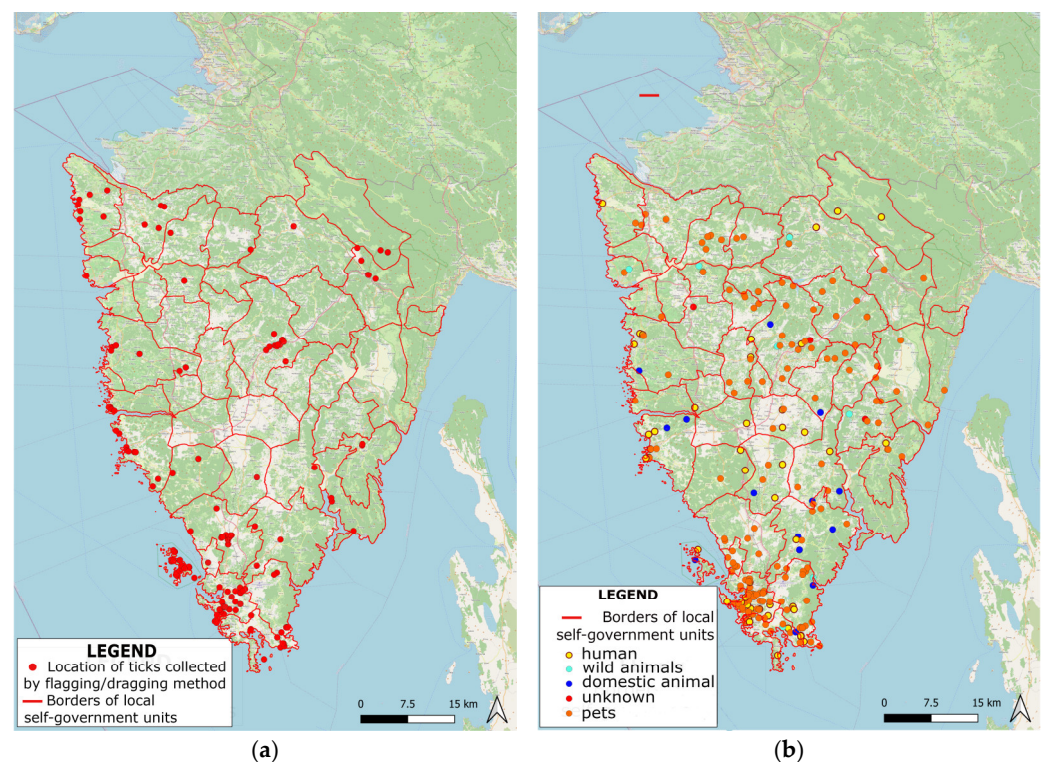 LEGEND
Location of ticks collected
by flagging/dragging method
Borders of local
self-government units
0 7.5 15 km
(a)
LEGEND
Borders of local
self-government units
human
wild animals
domestic animal
unknown
pets
0 7.5 15 km
(b)